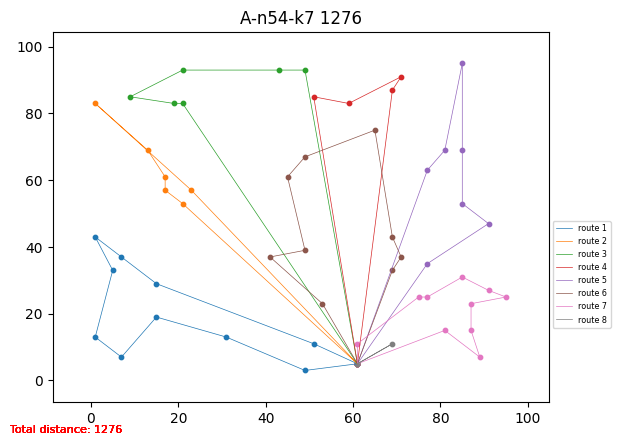 A-n54-k7 1276
100
80
60
40
20
0
0 20 40 60 80 100
route 1
route 2
route 3
route 4
route 5
route 6
route 7
route 8
Total distance: 1276